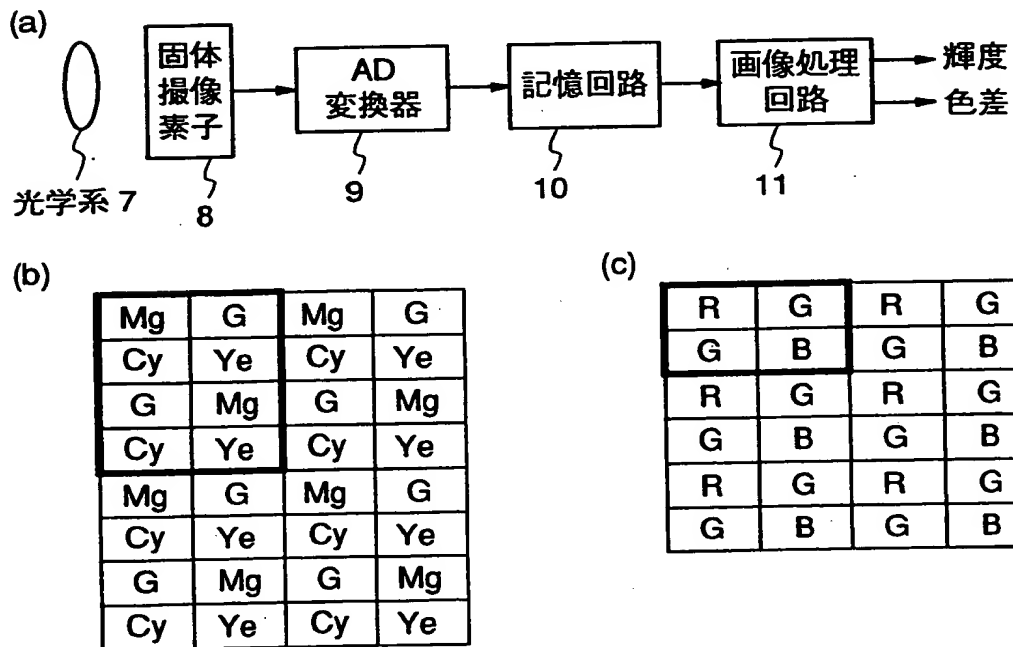 (a)
固体
撮像
素子
AD
変換器
記憶回路
画像処理
回路
輝度
色差
光学系 7
8
9
10
11
(b)
Mg G Mg G
Cy Ye Cy Ye
G Mg G Mg
Cy Ye Cy Ye
Mg G Mg G
Cy Ye Cy Ye
G Mg G Mg
Cy Ye Cy Ye
(c)
R G R G
G B G B
R G R G
G B G B
R G R G
G B G B